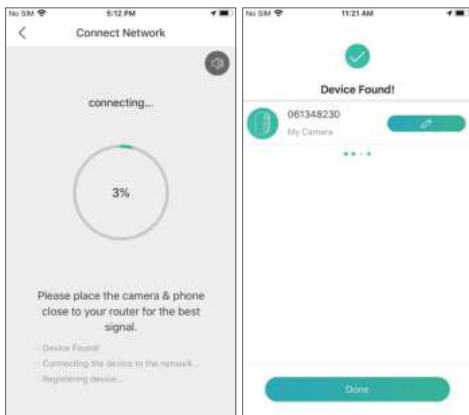 No SIM 5:12 PM
Connect Network
connecting...
3%
Please place the camera & phone
close to your router for the best
signal.
Device Found!
Connecting the device to the network...
Registering device...
No SIM 11:21 AM
Device Found!
061348230
My Camera
Done